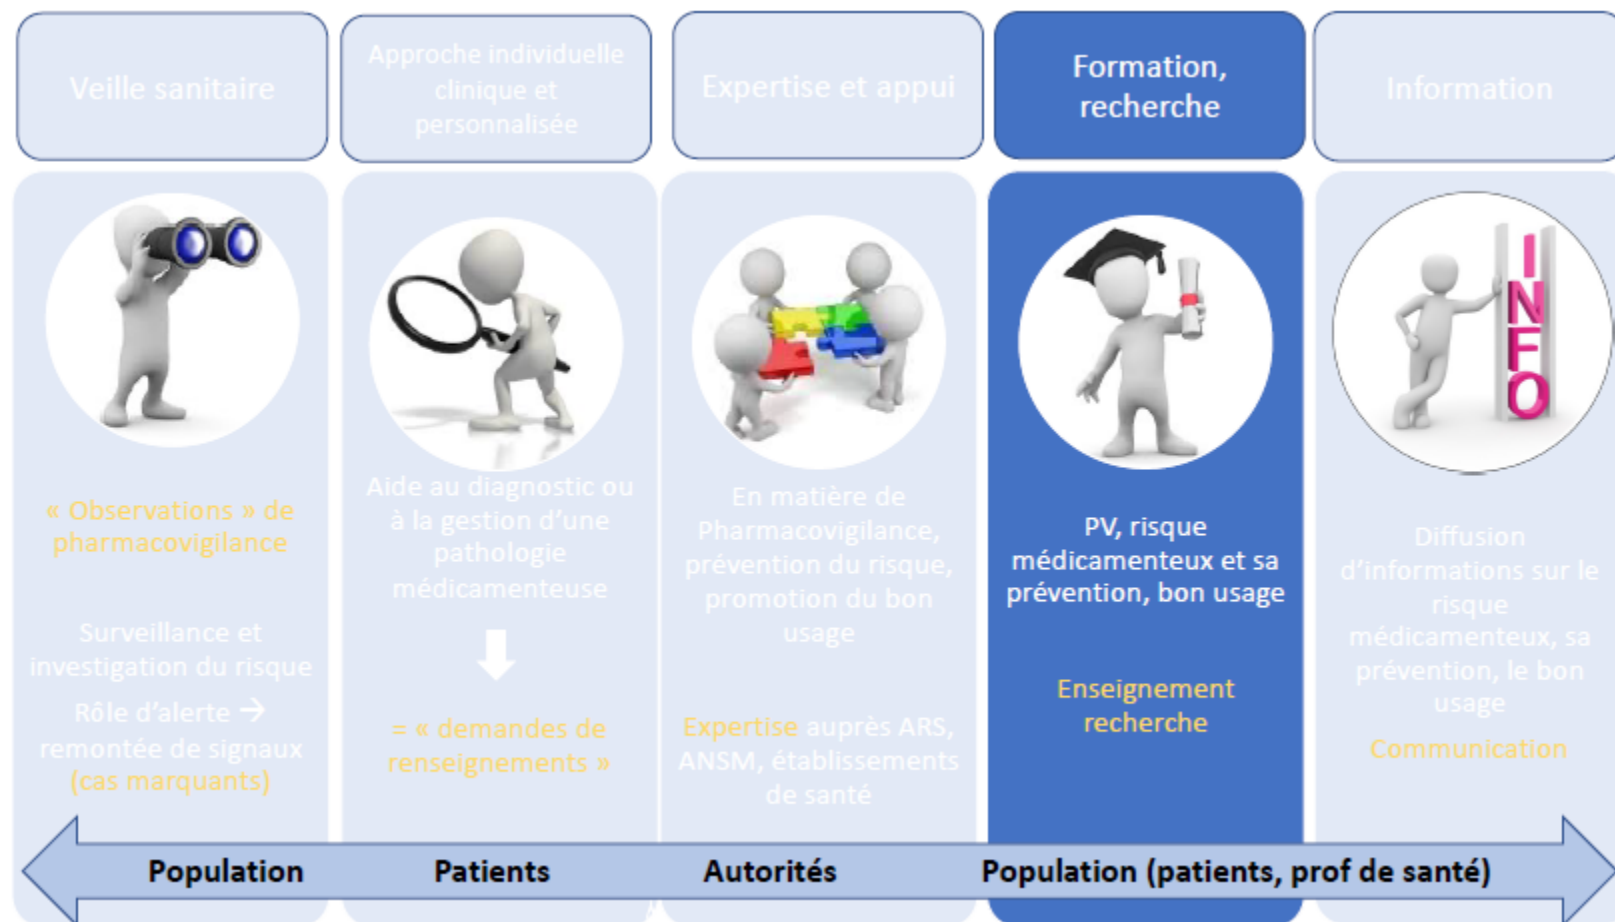 Veille sanitaire
Approche individuelle
clinique et
personnalisée
Expertise et appui
Formation,
recherche
Information
« Observations » de
pharmacovigilance
Surveillance et
investigation du risque
Rôle d'alerte →
remontée de signaux
(cas marquants)
Aide au diagnostic ou
à la gestion d'une
pathologie
médicamenteuse
= « demandes de
renseignements »
En matière de
Pharmacovigilance,
prévention du risque,
promotion du bon
usage
Expertise auprès ARS,
ANSM, établissements
de santé
PV, risque
médicamenteux et sa
prévention, bon usage
Enseignement
recherche
INFO
Diffusion
d'informations sur le
risque
médicamenteux, sa
prévention, le bon
usage
Communication
Population
Patients
Autorités
Population (patients, prof de santé)